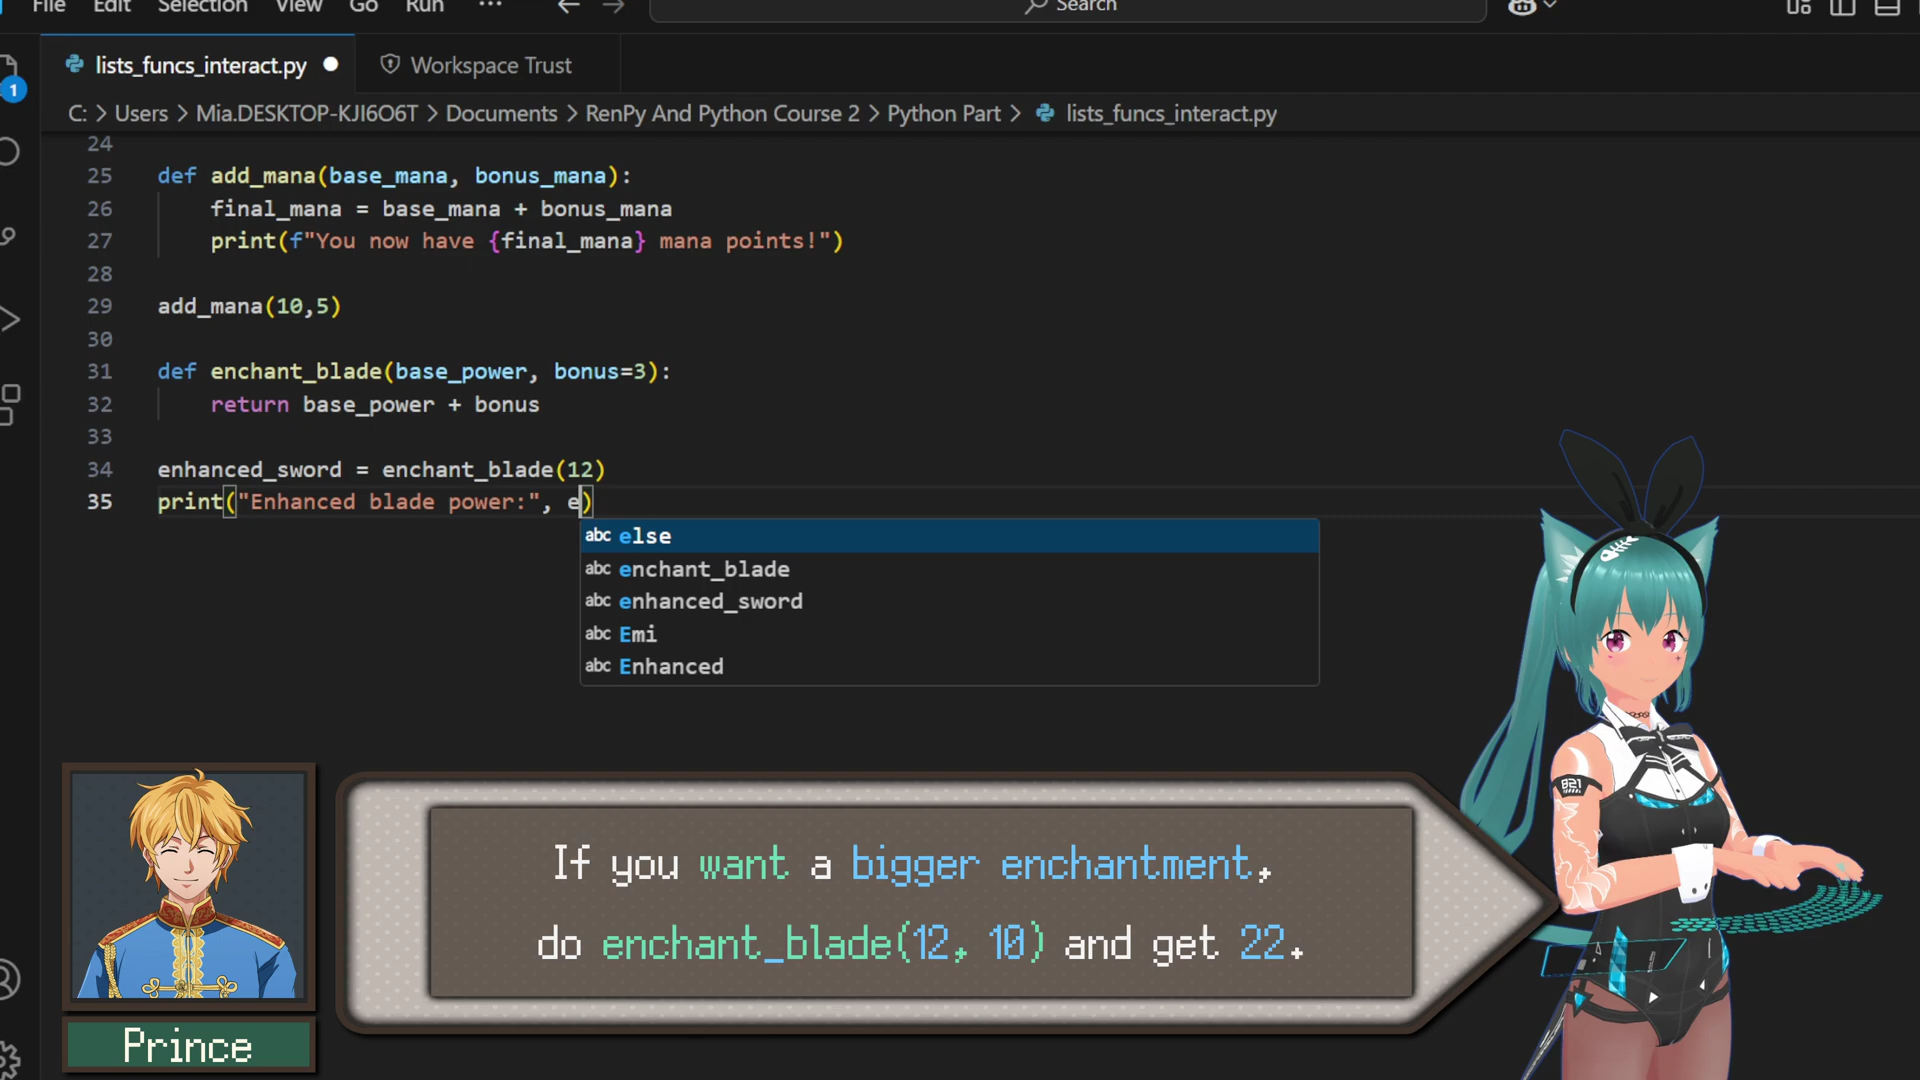 File Edit Selection View Go Run ... Search
lists_funcs_interact.py Workspace Trust
1
C: > Users > Mia.DESKTOP-KJI6O6T > Documents > RenPy And Python Course 2 > Python Part > lists_funcs_interact.py
24
25 def add_mana(base_mana, bonus_mana):
26 final_mana = base_mana + bonus_mana
27 print(f"You now have {final_mana} mana points!")
28
29 add_mana(10,5)
30
31 def enchant_blade(base_power, bonus=3):
32 return base_power + bonus
33
34 enhanced_sword = enchant_blade(12)
35 print("Enhanced blade power:", e)
abc else
abc enchant_blade
abc enhanced_sword
abc Emi
abc Enhanced
821
If you want a bigger enchantment,
do enchant_blade(12, 10) and get 22.
Prince